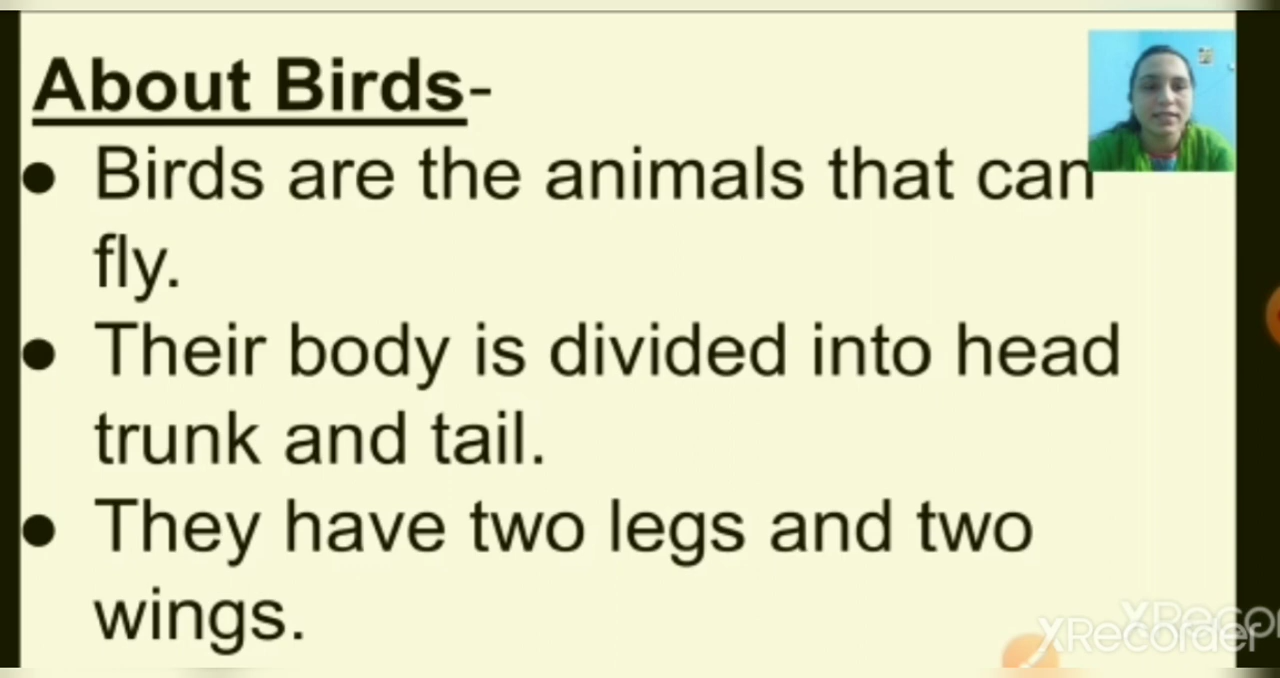 About Birds-
● Birds are the animals that can
fly.
● Their body is divided into head
trunk and tail.
● They have two legs and two
wings.
XRecorder
XRecor